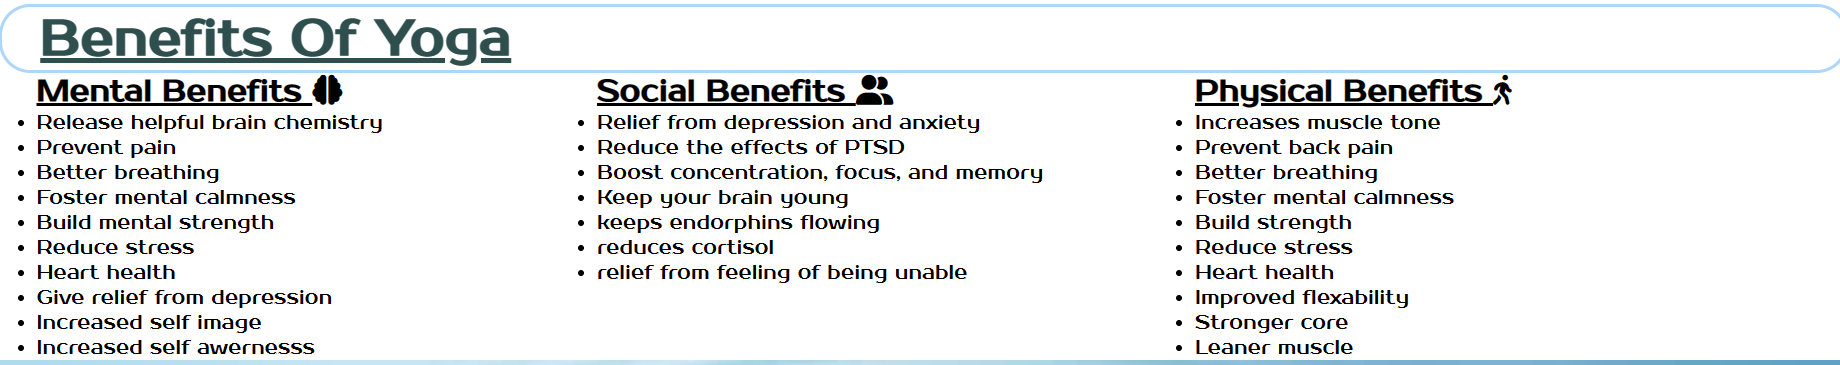 Benefits Of Yoga
Mental Benefits
Release helpful brain chemistry
Prevent pain
Better breathing
Foster mental calmness
Build mental strength
Reduce stress
Heart health
Give relief from depression
Increased self image
Increased self awernesss
Social Benefits
Relief from depression and anxiety
Reduce the effects of PTSD
Boost concentration, focus, and memory
Keep your brain young
keeps endorphins flowing
reduces cortisol
relief from feeling of being unable
Physical Benefits
Increases muscle tone
Prevent back pain
Better breathing
Foster mental calmness
Build strength
Reduce stress
Heart health
Improved flexability
Stronger core
Leaner muscle